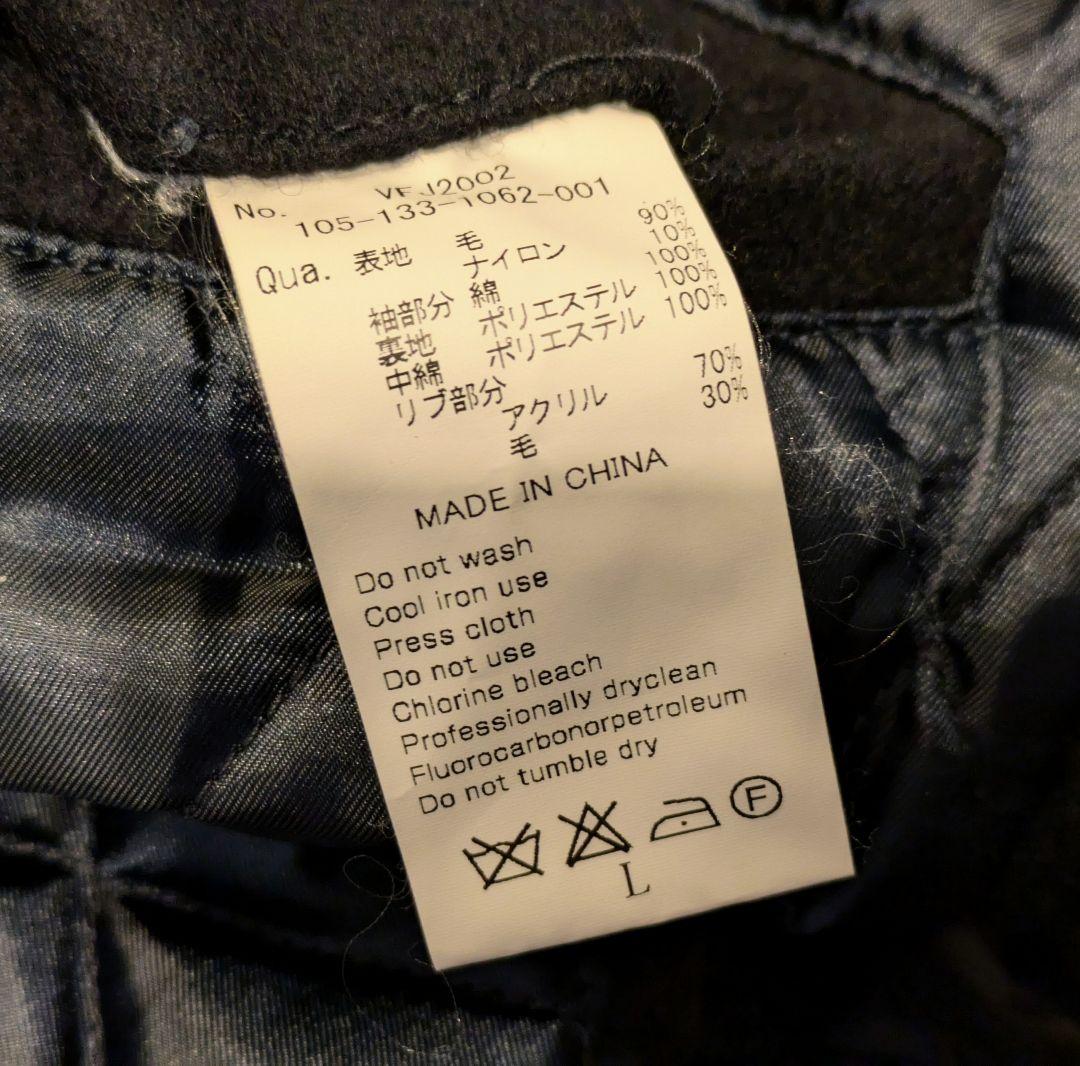 No. VFJ2002
105-133-1062-001
Qua. 表地 毛 90%
ナイロン 10%
袖部分 綿 100%
裏地 ポリエステル 100%
中綿 ポリエステル 100%
リブ部分
アクリル 70%
毛 30%
MADE IN CHINA
Do not wash
Cool iron use
Press cloth
Do not use
Chlorine bleach
Professionally dryclean
Fluorocarbonorpetroleum
Do not tumble dry
F
L